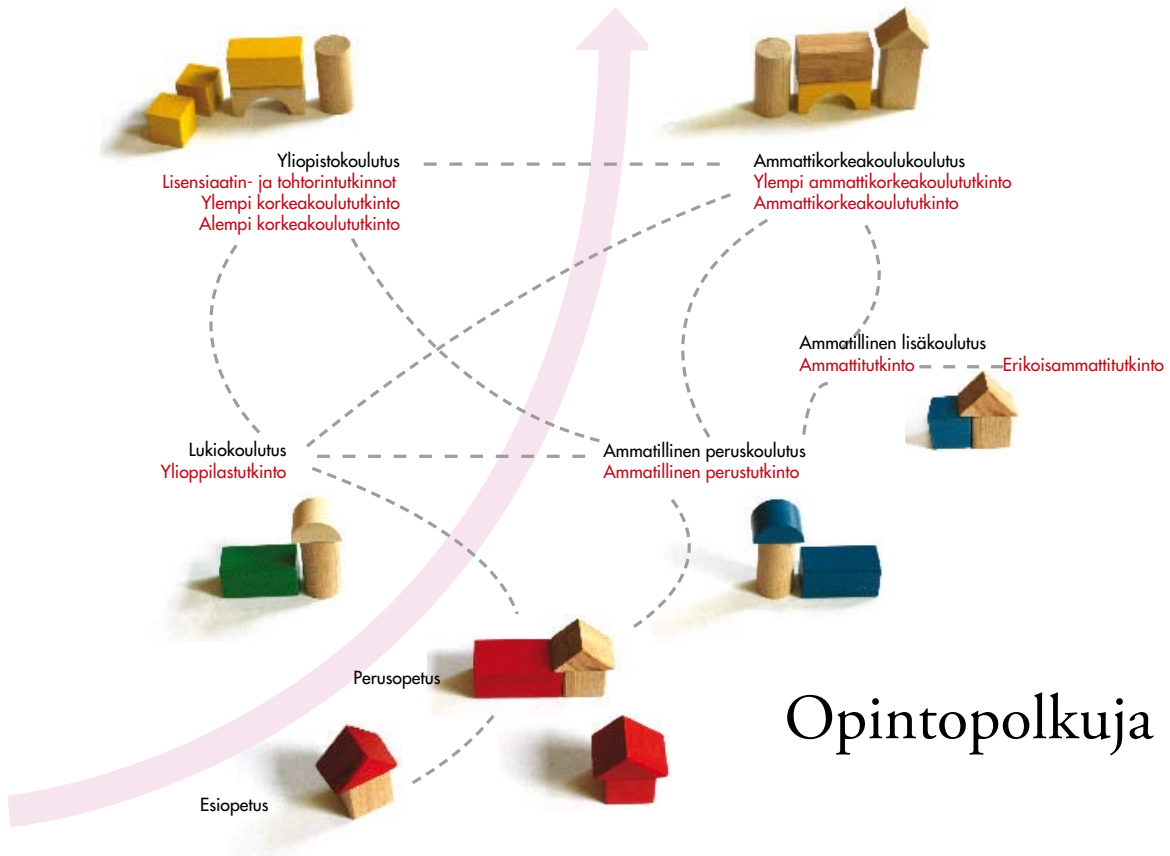 Yliopistokoulutus
Lisensiaatin- ja tohtorintutkinnot
Ylempi korkeakoulututkinto
Alempi korkeakoulututkinto
Ammattikorkeakoulukoulutus
Ylempi ammattikorkeakoulututkinto
Ammattikorkeakoulututkinto
Ammatillinen lisäkoulutus
Ammattitutkinto
Erikoisammattitutkinto
Lukiokoulutus
Ylioppilastutkinto
Ammatillinen peruskoulutus
Ammatillinen perustutkinto
Perusopetus
Opintopolkuja
Esiopetus